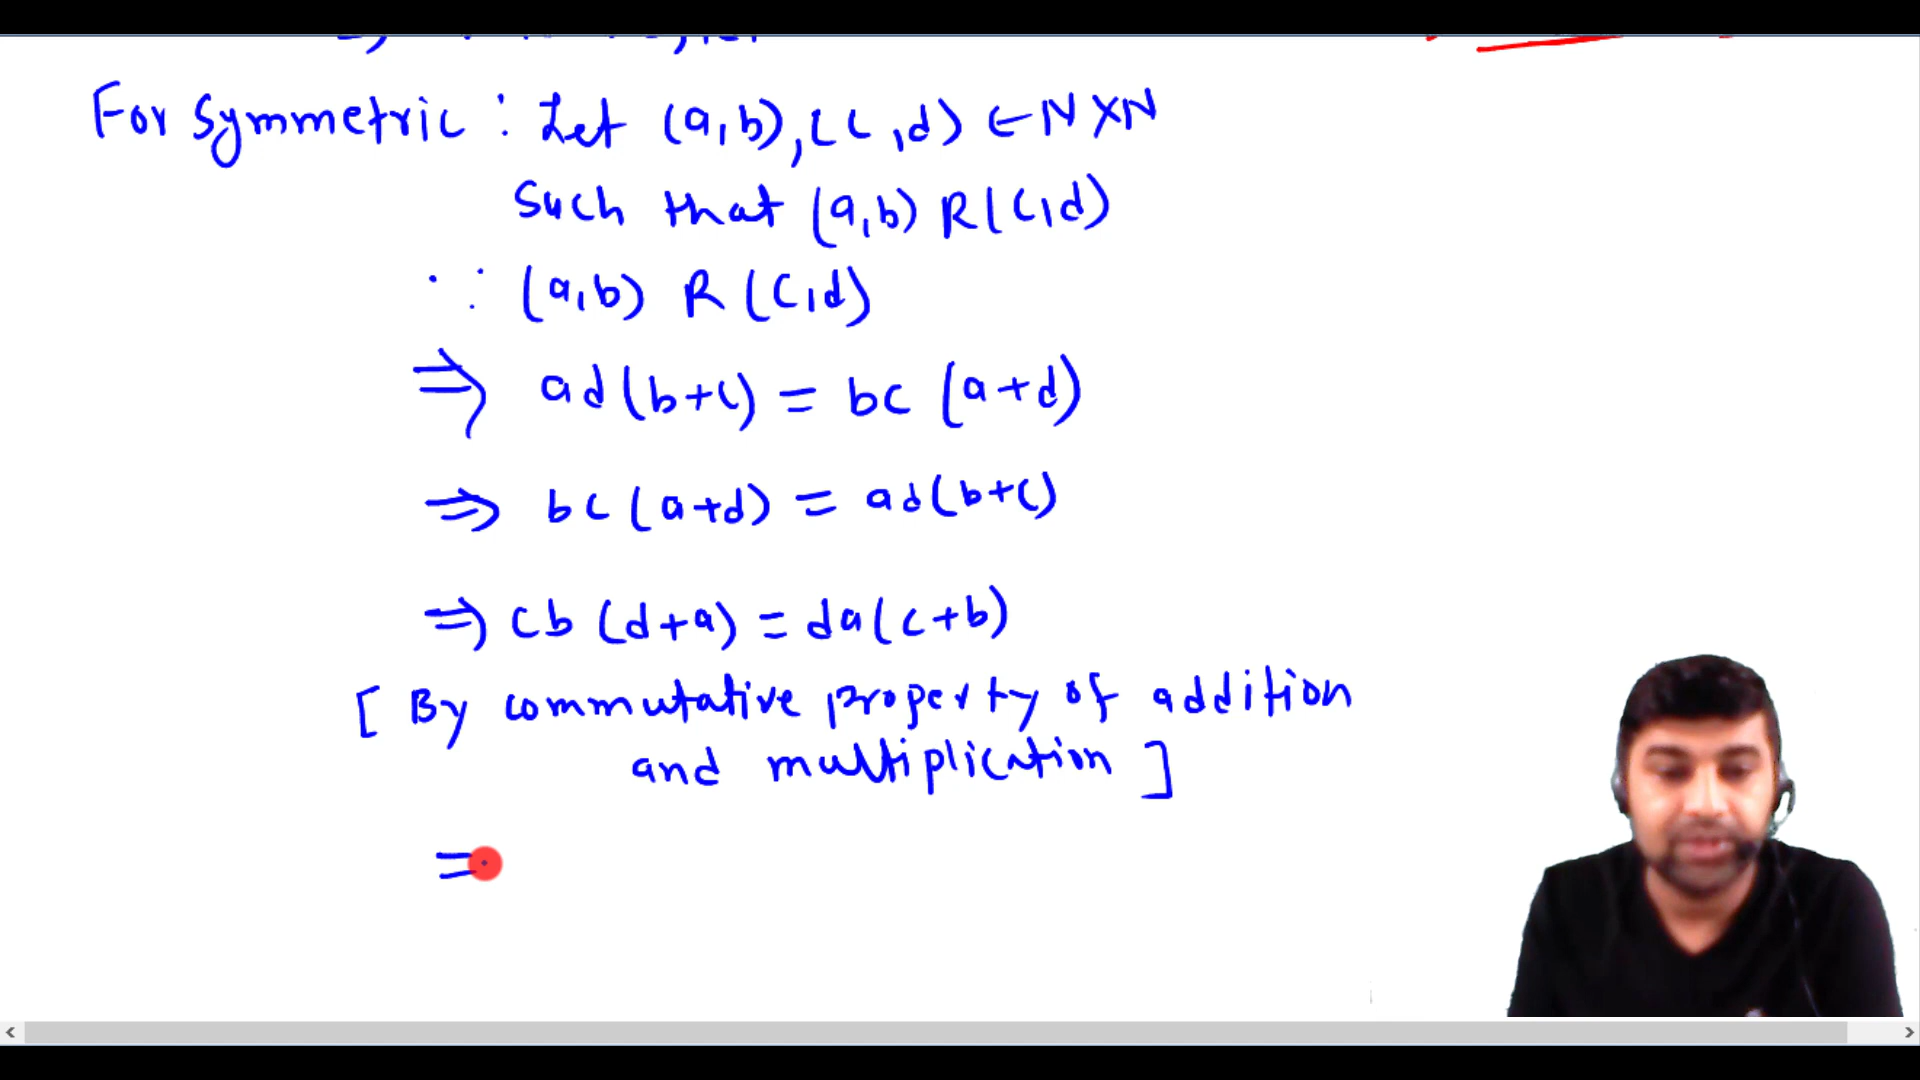 For Symmetric : Let (a,b),(c,d) ∈ N×N
Such that (a,b) R (c,d)
∵ (a,b) R (c,d)
⇒ ad(b+c) = bc (a+d)
⇒ bc (a+d) = ad(b+c)
⇒ cb (d+a) = da(c+b)
[ By commutative property of addition
and multiplication ]
=